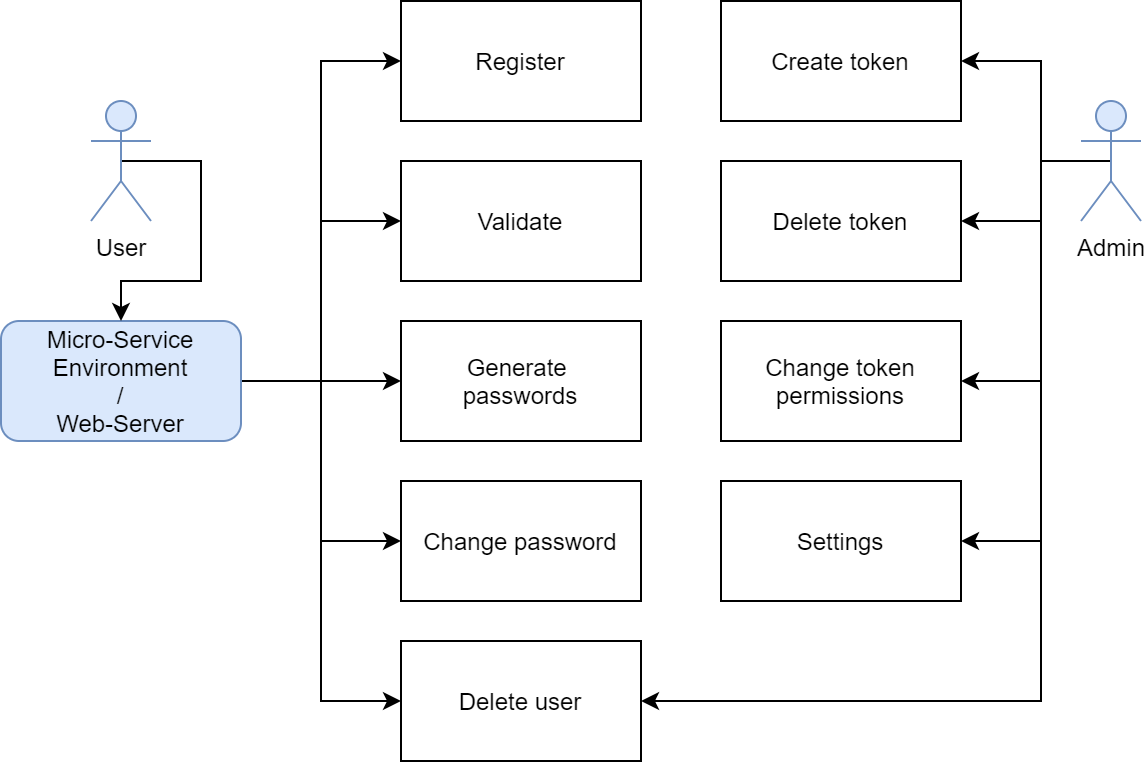 Register
Create token
User
Validate
Delete token
Admin
Micro-Service
Environment
/
Web-Server
Generate
passwords
Change token
permissions
Change password
Settings
Delete user